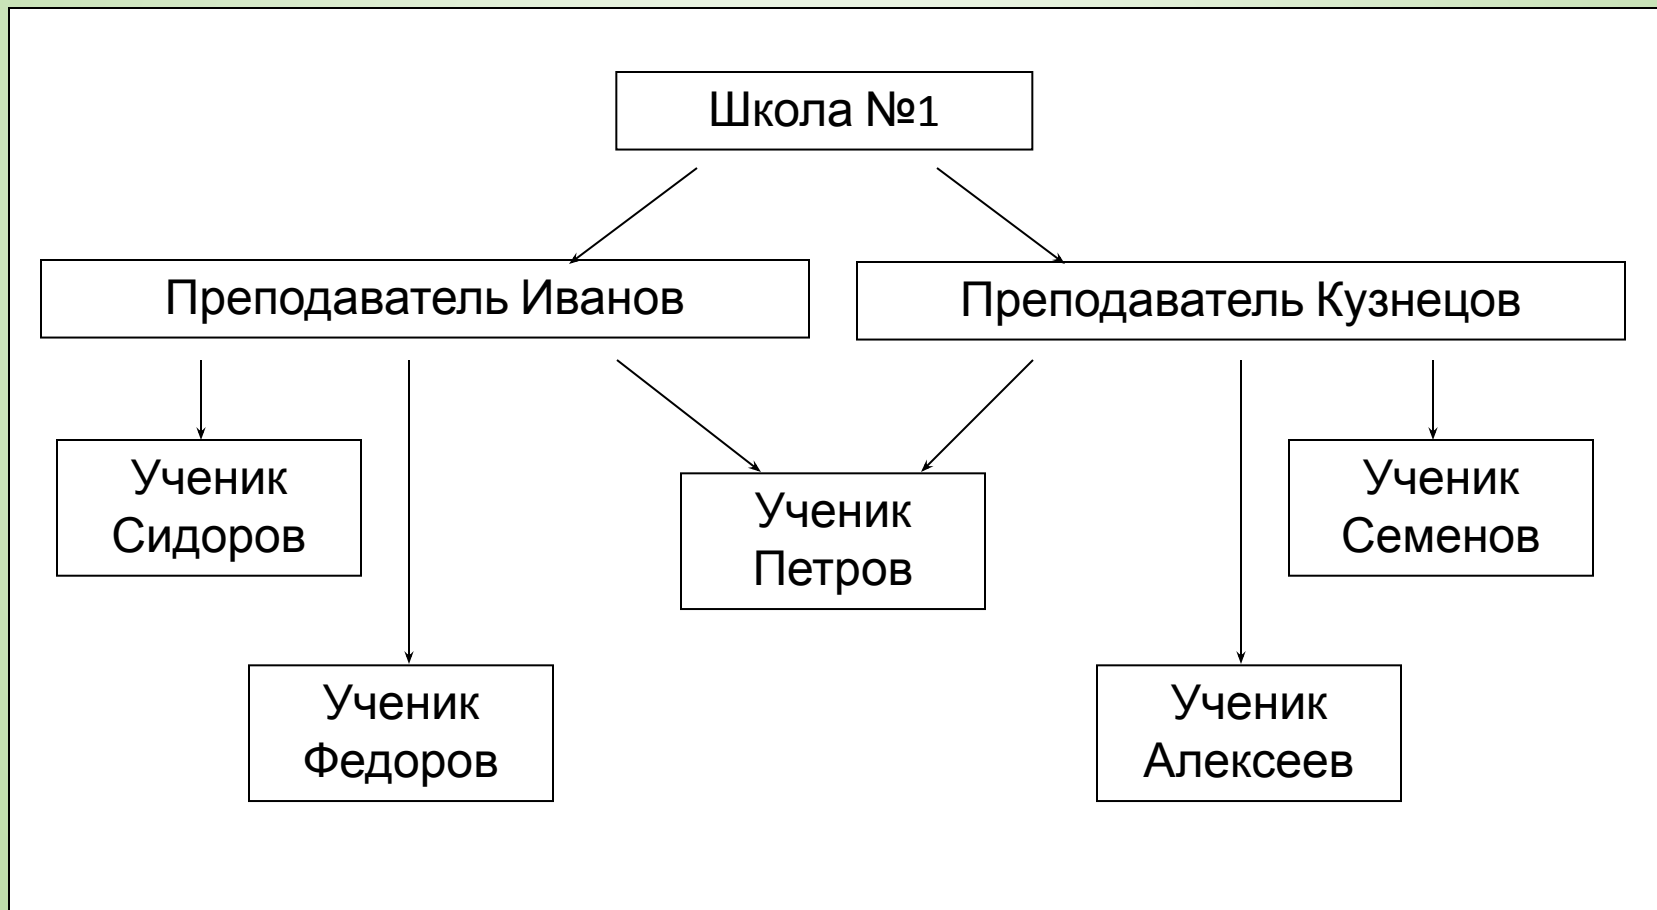 Школа №1
Преподаватель Иванов
Преподаватель Кузнецов
Ученик
Сидоров
Ученик
Петров
Ученик
Семенов
Ученик
Федоров
Ученик
Алексеев